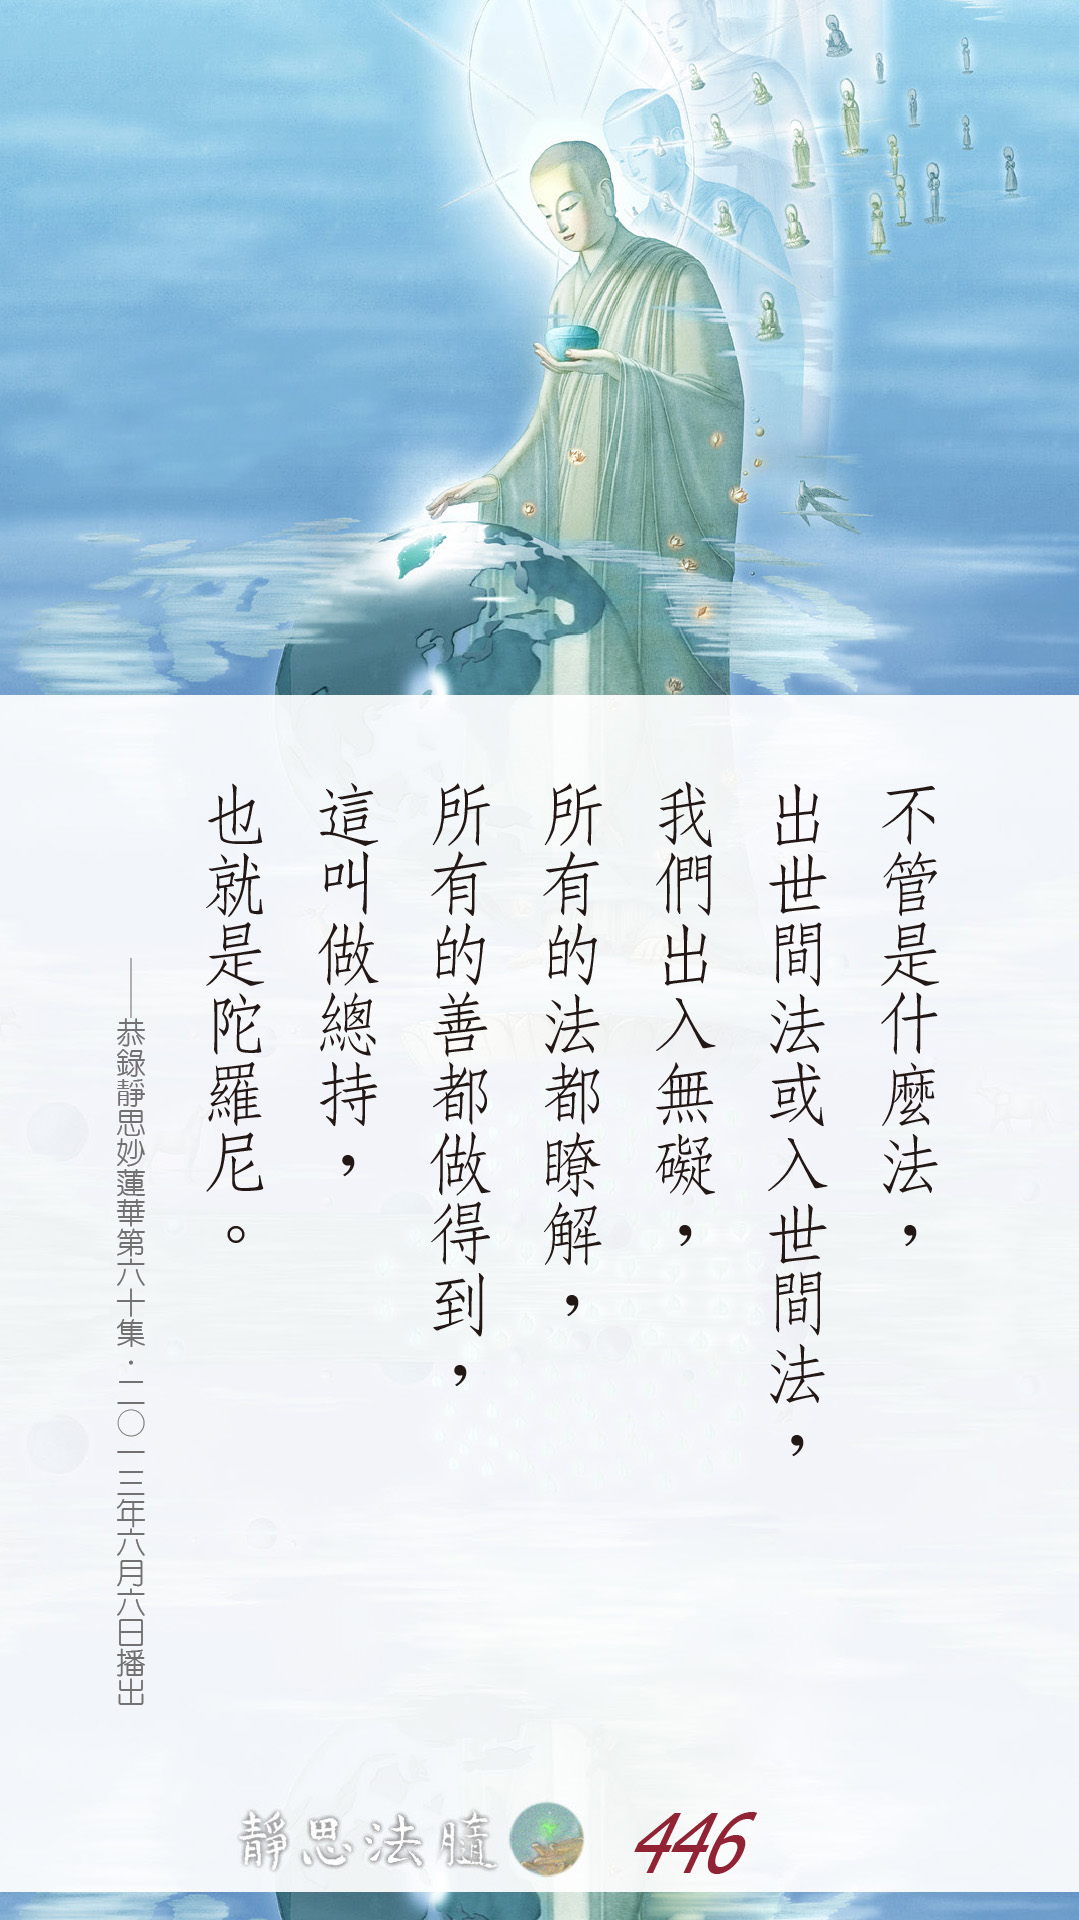 不管是什麼法，
出世間法或入世間法，
我們出入無礙，
所有的法都瞭解，
所有的善都做得到，
這叫做總持，
也就是陀羅尼。
——恭錄靜思妙蓮華第六十集．二〇一三年六月六日播出
靜思法髓
446